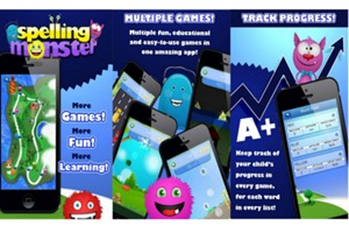 spelling
monster
More
Games!
More
Fun!
More
Learning!
MULTIPLE GAMES!
Multiple fun, educational
and easy-to-use games in
one amazing app!
TRACK PROGRESS!
A+
Keep track of
your child's
progress in
every game,
for each word
in every list!